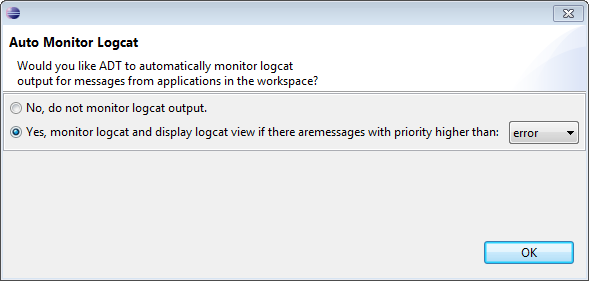 Auto Monitor Logcat
Would you like ADT to automatically monitor logcat
output for messages from applications in the workspace?
No, do not monitor logcat output.
Yes, monitor logcat and display logcat view if there aremessages with priority higher than: error
OK